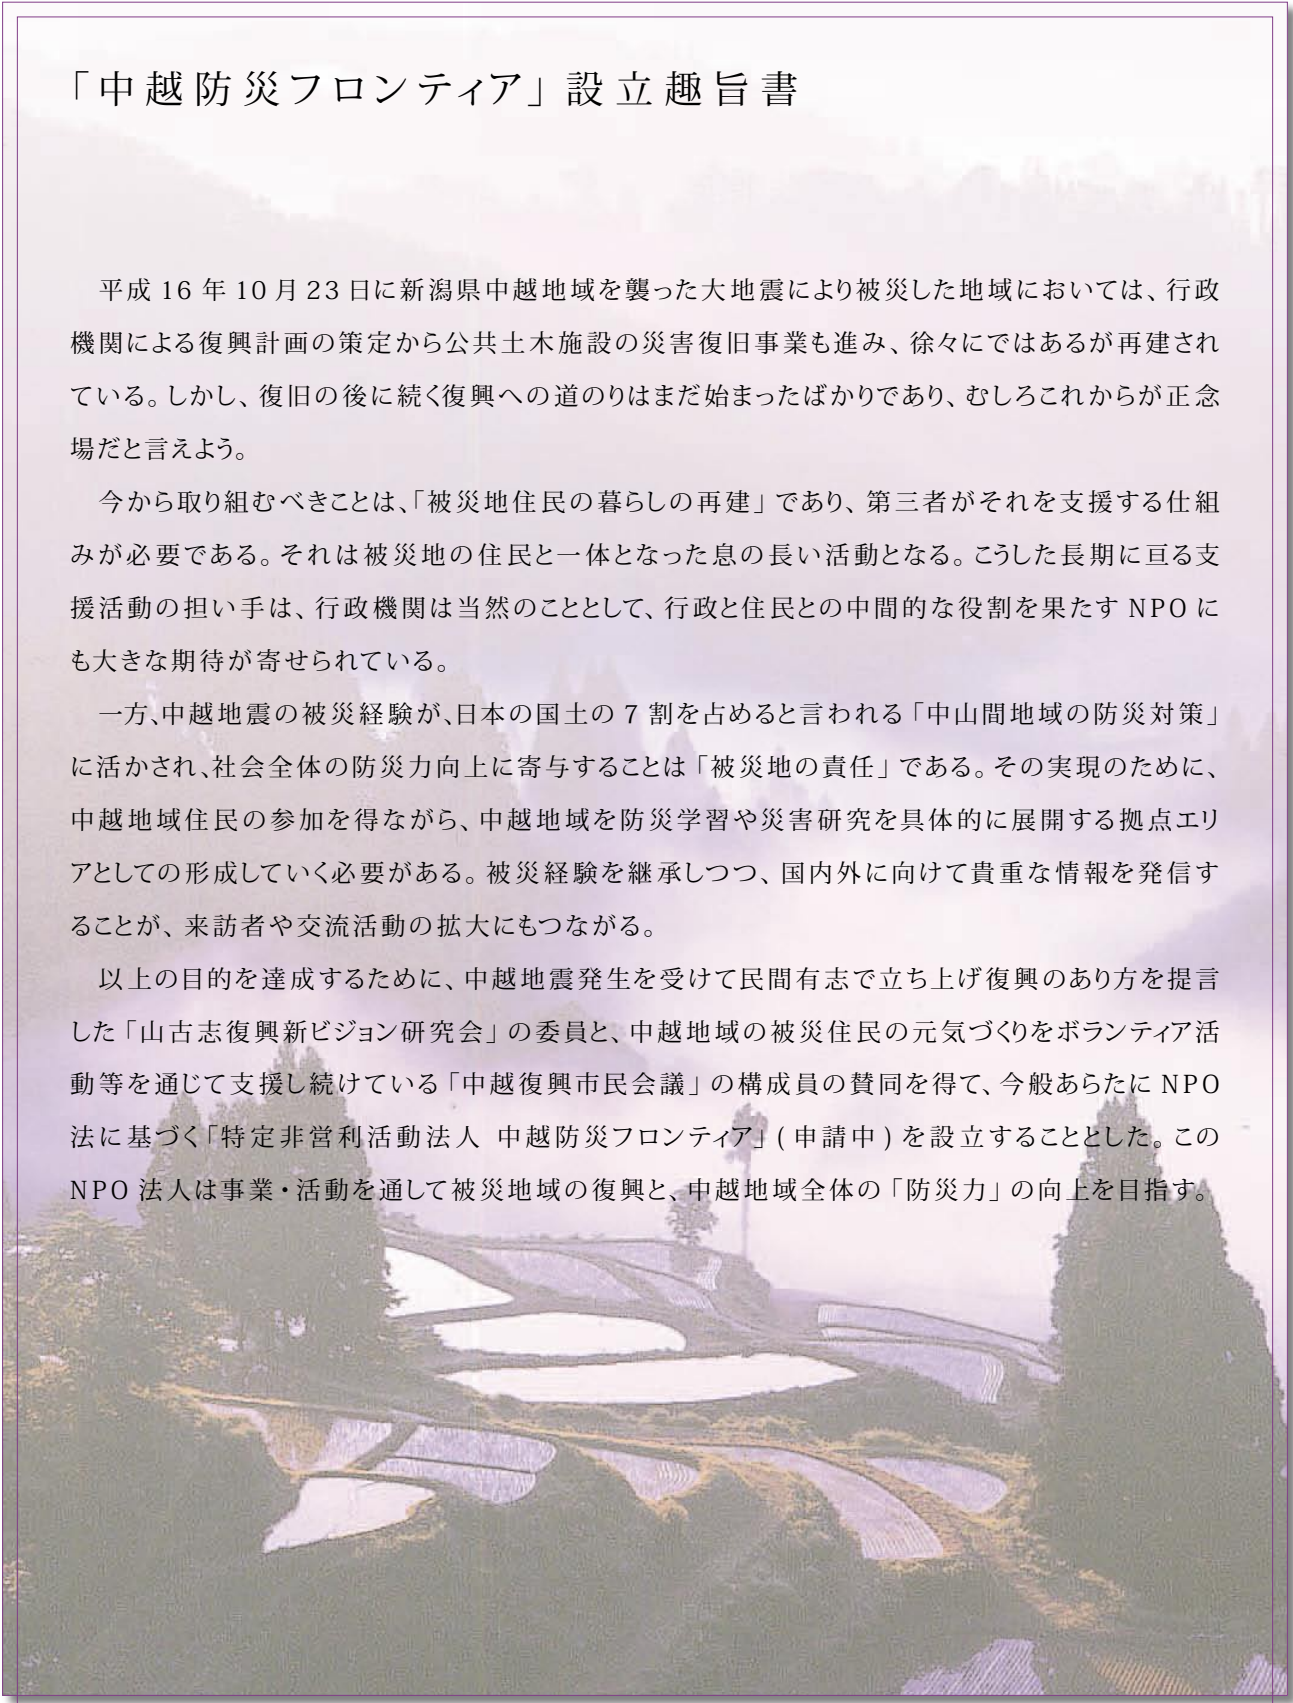 「中越防災フロンティア」設立趣旨書
平成 16 年 10 月 23 日に新潟県中越地域を襲った大地震により被災した地域においては、行政
機関による復興計画の策定から公共土木施設の災害復旧事業も進み、徐々にではあるが再建され
ている。しかし、復旧の後に続く復興への道のりはまだ始まったばかりであり、むしろこれからが正念
場だと言えよう。
今から取り組むべきことは、「被災地住民の暮らしの再建」であり、第三者がそれを支援する仕組
みが必要である。それは被災地の住民と一体となった息の長い活動となる。こうした長期に亘る支
援活動の担い手は、行政機関は当然のこととして、行政と住民との中間的な役割を果たす NPO に
も大きな期待が寄せられている。
一方、中越地震の被災経験が、日本の国土の 7 割を占めると言われる「中山間地域の防災対策」
に活かされ、社会全体の防災力向上に寄与することは「被災地の責任」である。その実現のために、
中越地域住民の参加を得ながら、中越地域を防災学習や災害研究を具体的に展開する拠点エリ
アとしての形成していく必要がある。被災経験を継承しつつ、国内外に向けて貴重な情報を発信す
ることが、来訪者や交流活動の拡大にもつながる。
以上の目的を達成するために、中越地震発生を受けて民間有志で立ち上げ復興のあり方を提言
した「山古志復興新ビジョン研究会」の委員と、中越地域の被災住民の元気づくりをボランティア活
動等を通じて支援し続けている「中越復興市民会議」の構成員の賛同を得て、今般あらたに NPO
法に基づく「特定非営利活動法人 中越防災フロンティア」( 申請中 ) を設立することとした。この
NPO 法人は事業・活動を通して被災地域の復興と、中越地域全体の「防災力」の向上を目指す。